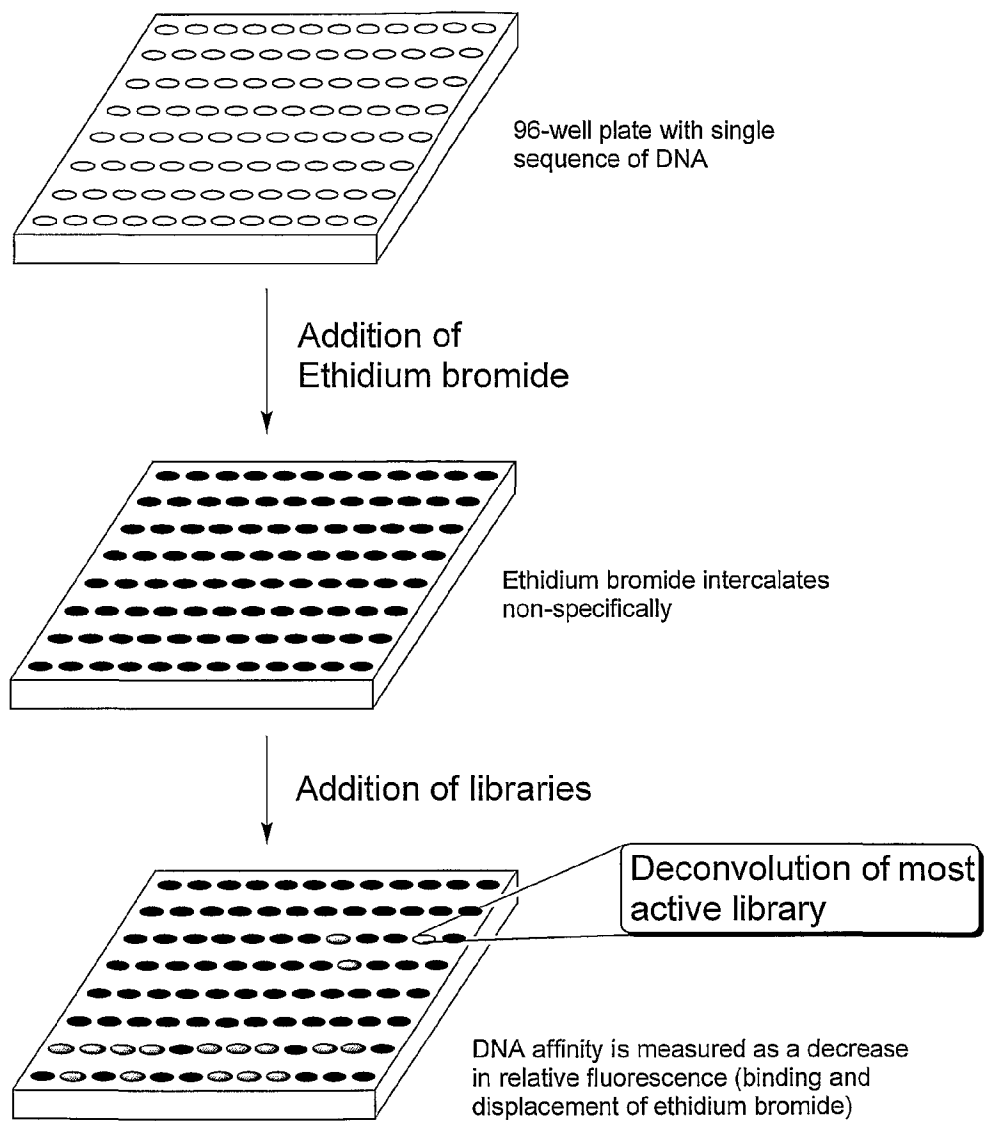 96-well plate with single
sequence of DNA
Addition of
Ethidium bromide
Ethidium bromide intercalates
non-specifically
Addition of libraries
Deconvolution of most
active library
DNA affinity is measured as a decrease
in relative fluorescence (binding and
displacement of ethidium bromide)